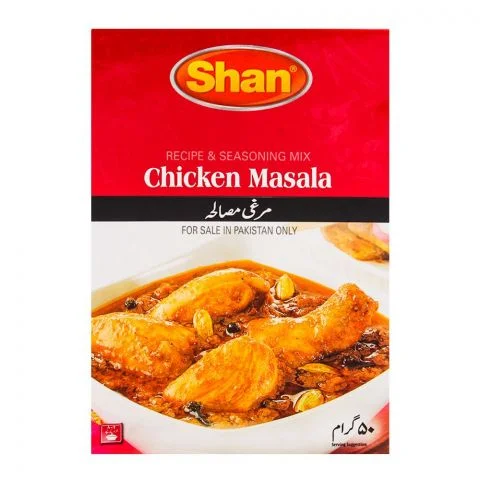 Shan®
RECIPE & SEASONING MIX
Chicken Masala
مرغی مصالحہ
FOR SALE IN PAKISTAN ONLY
۵۰ گرام
Serving Suggestion